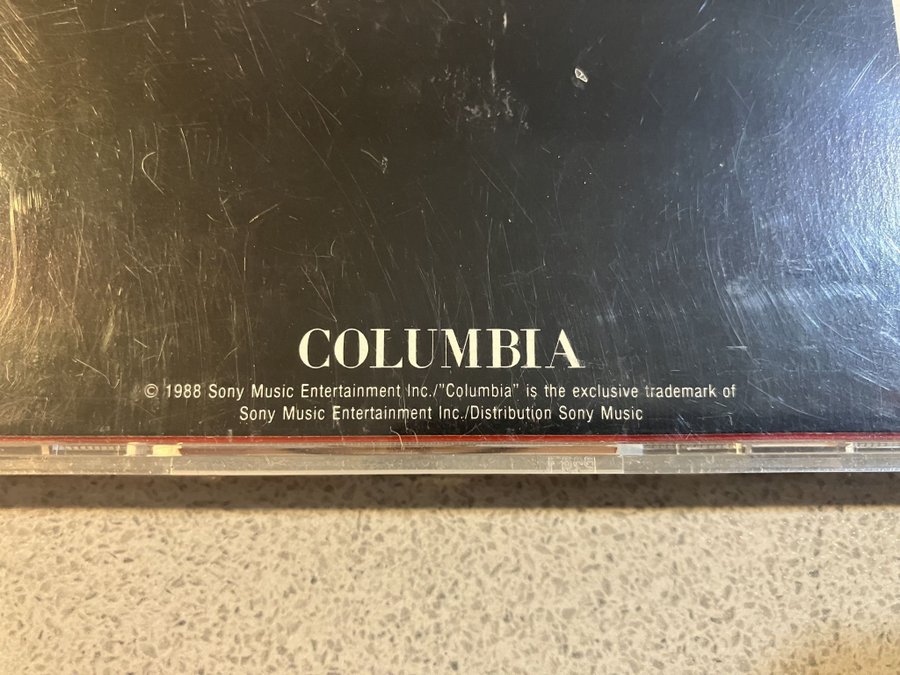 COLUMBIA
© 1988 Sony Music Entertainment Inc./"Columbia" is the exclusive trademark of
Sony Music Entertainment Inc./Distribution Sony Music